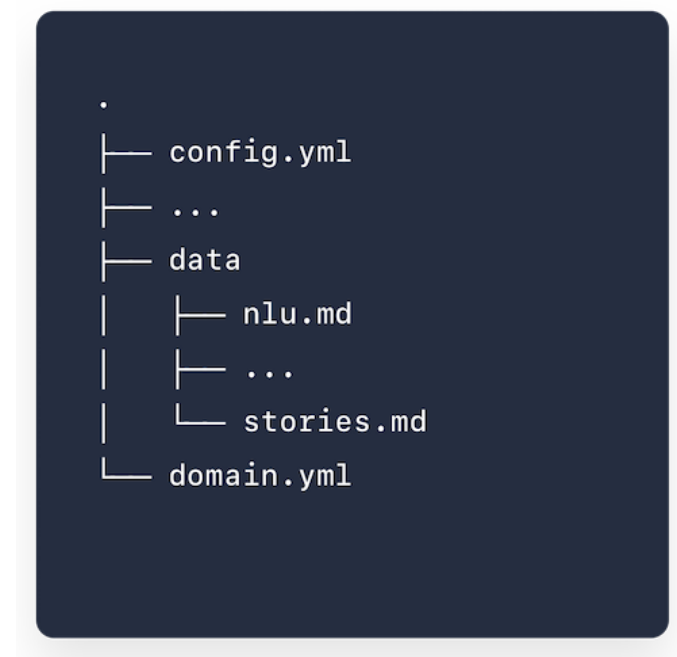 .
├── config.yml
├── ...
├── data
│   ├── nlu.md
│   ├── ...
│   └── stories.md
└── domain.yml